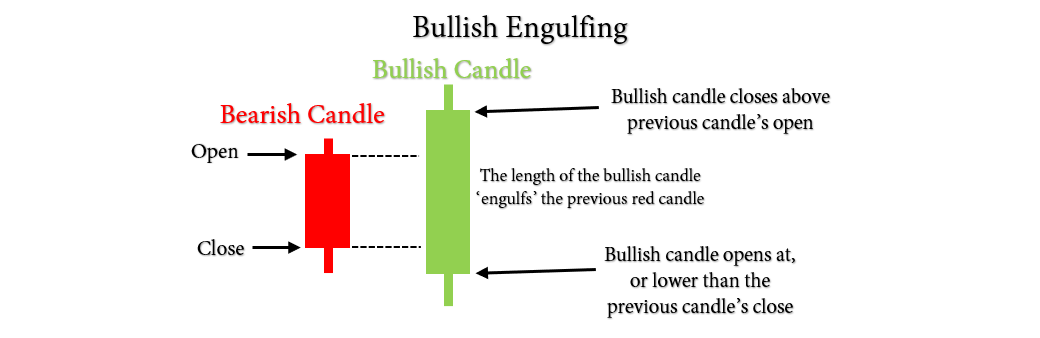 Bullish Engulfing
Bullish Candle
Bearish Candle
Open
Close
Bullish candle closes above
previous candle’s open
The length of the bullish candle
‘engulfs’ the previous red candle
Bullish candle opens at,
or lower than the
previous candle’s close